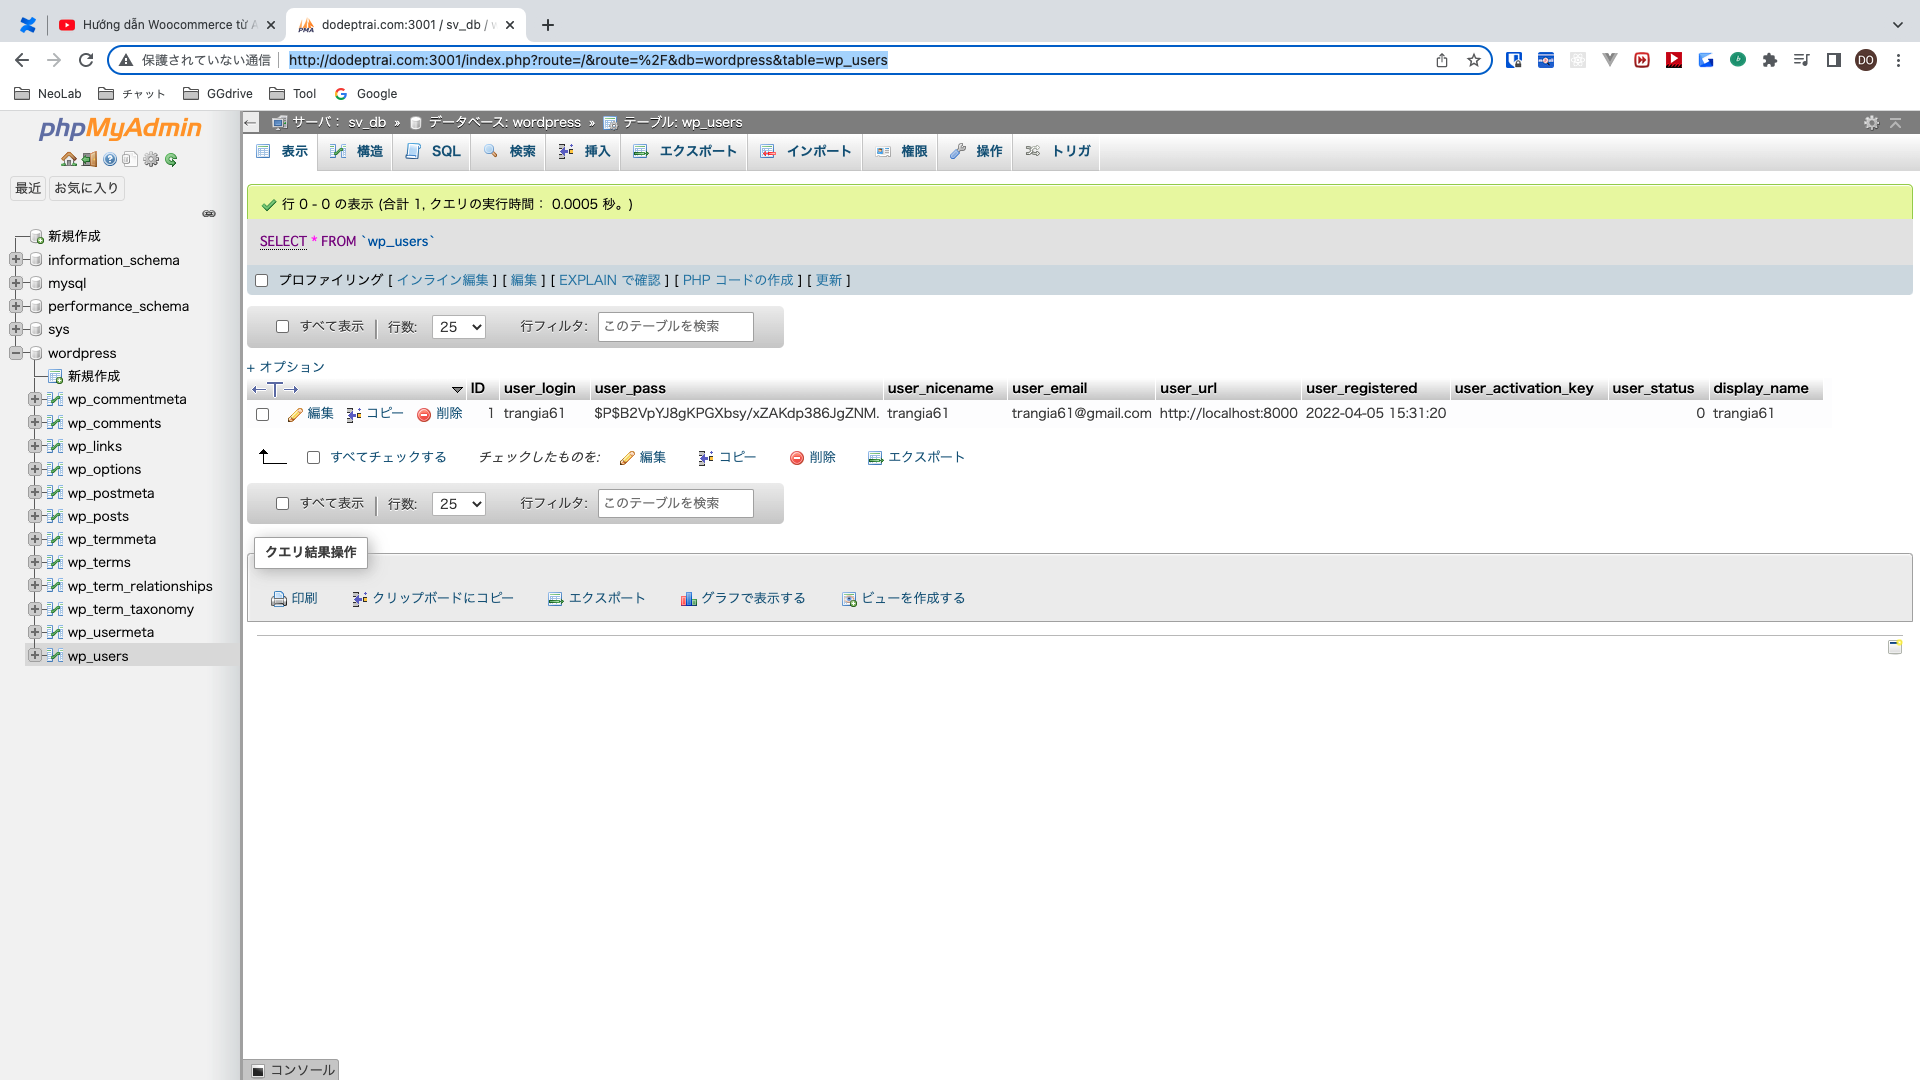 Hướng dẫn Woocommerce từ A
dodeptrai.com:3001 / sv_db / w
保護されていない通信
http://dodeptrai.com:3001/index.php?route=/&route=%2F&db=wordpress&table=wp_users
DO
NeoLab
チャット
GGdrive
Tool
Google
phpMyAdmin
最近
お気に入り
新規作成
information_schema
mysql
performance_schema
sys
wordpress
新規作成
wp_commentmeta
wp_comments
wp_links
wp_options
wp_postmeta
wp_posts
wp_termmeta
wp_terms
wp_term_relationships
wp_term_taxonomy
wp_usermeta
wp_users
サーバ: sv_db » データベース: wordpress » テーブル: wp_users
表示 構造 SQL 検索 挿入 エクスポート インポート 権限 操作 トリガ
行 0 - 0 の表示 (合計 1, クエリの実行時間： 0.0005 秒。)
SELECT * FROM `wp_users`
プロファイリング [ インライン編集 ] [ 編集 ] [ EXPLAIN で確認 ] [ PHP コードの作成 ] [ 更新 ]
すべて表示 行数: 25 行フィルタ: このテーブルを検索
+ オプション
←T→ ID user_login user_pass user_nicename user_email user_url user_registered user_activation_key user_status display_name
編集 コピー 削除 1 trangia61 $P$B2VpYJ8gKPGXbsy/xZAKdp386JgZNM. trangia61 trangia61@gmail.com http://localhost:8000 2022-04-05 15:31:20 0 trangia61
すべてチェックする チェックしたものを: 編集 コピー 削除 エクスポート
すべて表示 行数: 25 行フィルタ: このテーブルを検索
クエリ結果操作
印刷 クリップボードにコピー エクスポート グラフで表示する ビューを作成する
コンソール